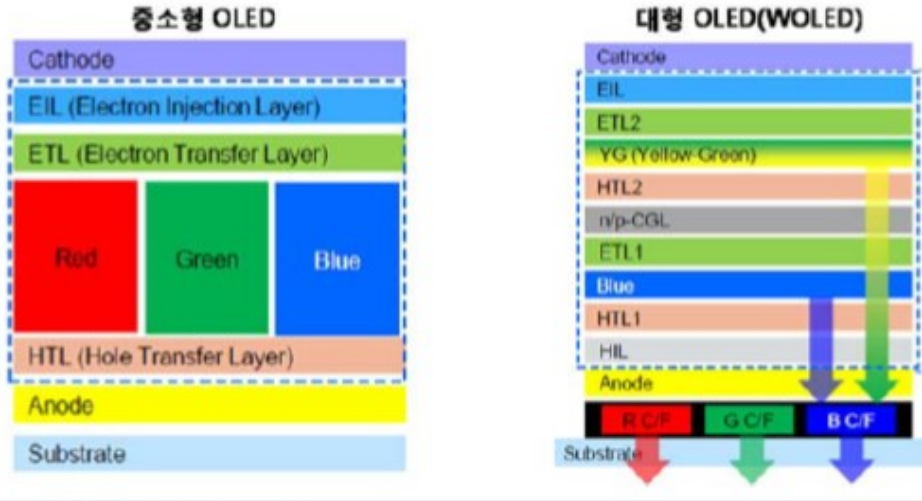 중소형 OLED
Cathode
EIL (Electron Injection Layer)
ETL (Electron Transfer Layer)
Red Green Blue
HTL (Hole Transfer Layer)
Anode
Substrate
대형 OLED(WOLED)
Cathode
EIL
ETL2
YG (Yellow-Green)
HTL2
n/p-CGL
ETL1
Blue
HTL1
HIL
Anode
R C/F G C/F B C/F
Substrate